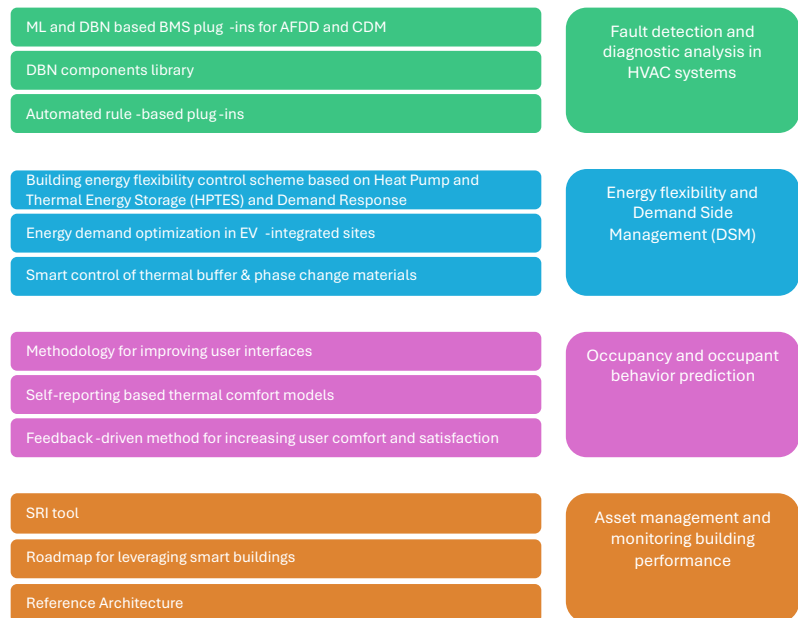 ML and DBN based BMS plug -ins for AFDD and CDM
DBN components library
Automated rule -based plug -ins
Fault detection and
diagnostic analysis in
HVAC systems
Building energy flexibility control scheme based on Heat Pump and
Thermal Energy Storage (HPTES) and Demand Response
Energy demand optimization in EV -integrated sites
Smart control of thermal buffer & phase change materials
Energy flexibility and
Demand Side
Management (DSM)
Methodology for improving user interfaces
Self-reporting based thermal comfort models
Feedback -driven method for increasing user comfort and satisfaction
Occupancy and occupant
behavior prediction
SRI tool
Roadmap for leveraging smart buildings
Reference Architecture
Asset management and
monitoring building
performance